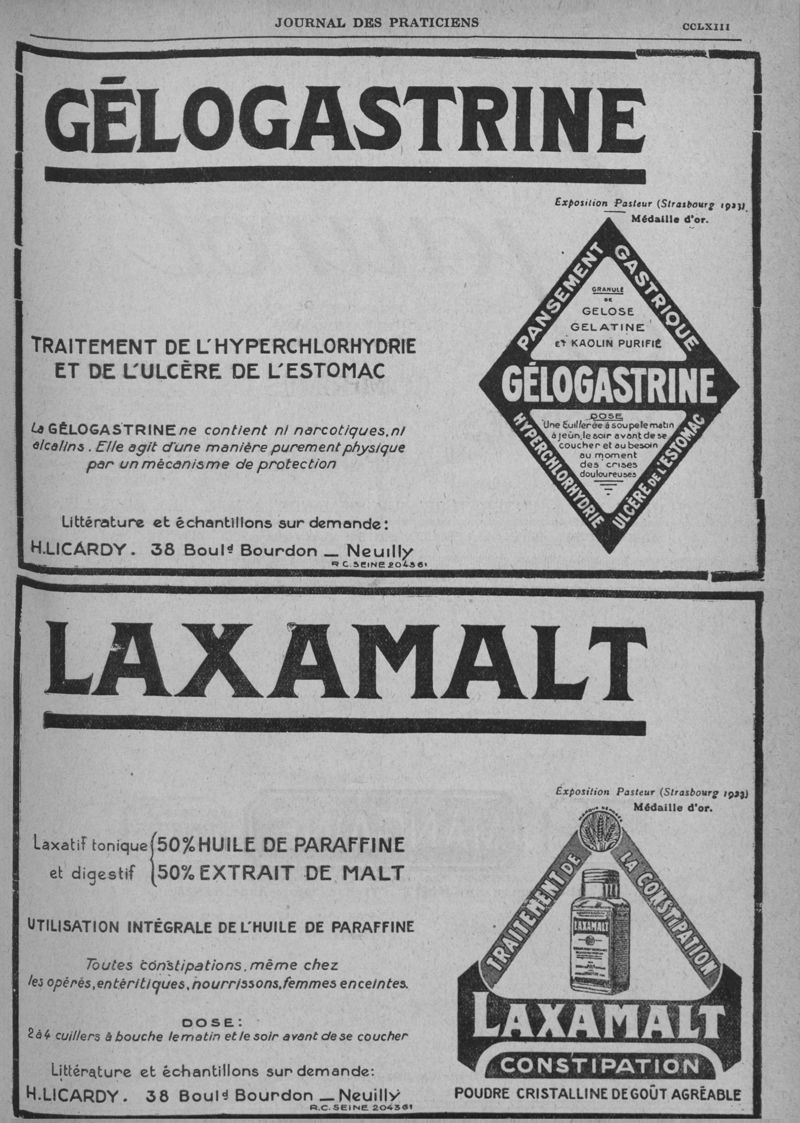 JOURNAL DES PRATICIENS
CCLXIII
GÉLOGASTRINE
Exposition Pasteur (Strasbourg 1923)
Médaille d'or.
PANSEMENT GASTRIQUE
GRANULÉ
DE
GELOSE
GELATINE
ET KAOLIN PURIFIÉ
GÉLOGASTRINE
DOSE
Une Cuillerée à soupe le matin
à jeûn, le soir avant de se
coucher et au besoin
au moment
des crises
douloureuses
HYPERCHLORHYDRIE
ULCÈRE DE L'ESTOMAC
TRAITEMENT DE L'HYPERCHLORHYDRIE
ET DE L'ULCÈRE DE L'ESTOMAC
La GÉLOGASTRINE ne contient ni narcotiques, ni
alcalins. Elle agit d'une manière purement physique
par un mécanisme de protection
Littérature et échantillons sur demande:
H. LICARDY. 38 Boulᵈ Bourdon _ Neuilly
R.C. SEINE 204361
LAXAMALT
Exposition Pasteur (Strasbourg 1923)
Médaille d'or.
Laxatif tonique { 50% HUILE DE PARAFFINE
et digestif { 50% EXTRAIT DE MALT
UTILISATION INTÉGRALE DE L'HUILE DE PARAFFINE
Toutes constipations, même chez
les opérés, entéritiques, nourrissons, femmes enceintes.
DOSE:
2 à 4 cuillers à bouche le matin et le soir avant de se coucher
Littérature et échantillons sur demande:
H. LICARDY. 38 Boulᵈ Bourdon _ Neuilly
R.C. SEINE 204361
TRAITEMENT DE LA CONSTIPATION
LAXAMALT
LAXAMALT
CONSTIPATION
POUDRE CRISTALLINE DE GOÛT AGRÉABLE